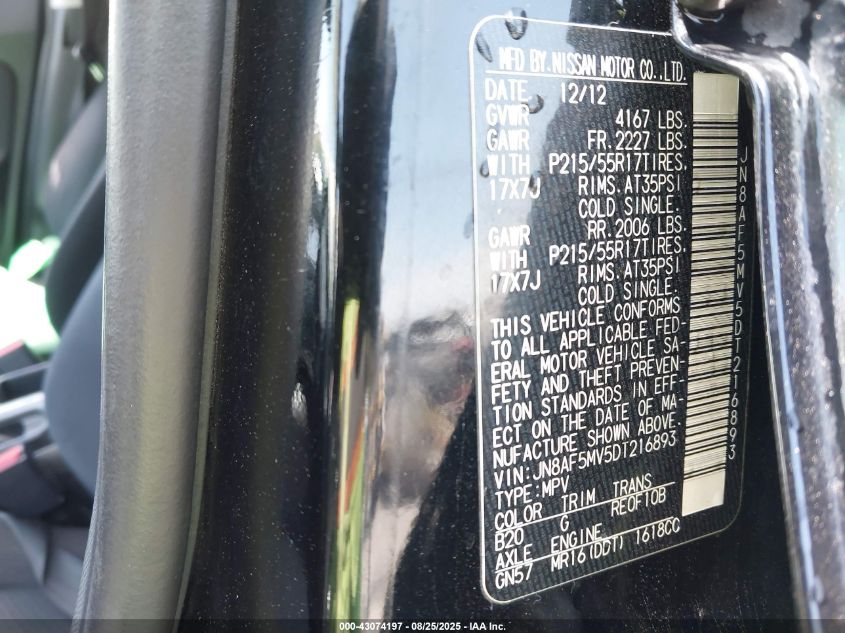 MFD BY. NISSAN MOTOR CO., LTD.
DATE 12/12
GVWR 4167 LBS.
GAWR FR. 2227 LBS.
WITH P215/55R17TIRES.
17X7J RIMS. AT35PSI
COLD SINGLE.
GAWR RR. 2006 LBS.
WITH P215/55R17TIRES.
17X7J RIMS. AT35PSI
COLD SINGLE.
THIS VEHICLE CONFORMS
TO ALL APPLICABLE FED-
ERAL MOTOR VEHICLE SA-
FETY AND THEFT PREVEN-
TION STANDARDS IN EFF-
ECT ON THE DATE OF MA-
NUFACTURE SHOWN ABOVE.
VIN: JN8AF5MV5DT216893
TYPE: MPV
COLOR TRIM TRANS
B20 G RE0F10B
AXLE ENGINE
GN57 MR16(DDT) 1618CC
JN8AF5MV5DT216893
000-43074197 - 08/25/2025 - IAA Inc.